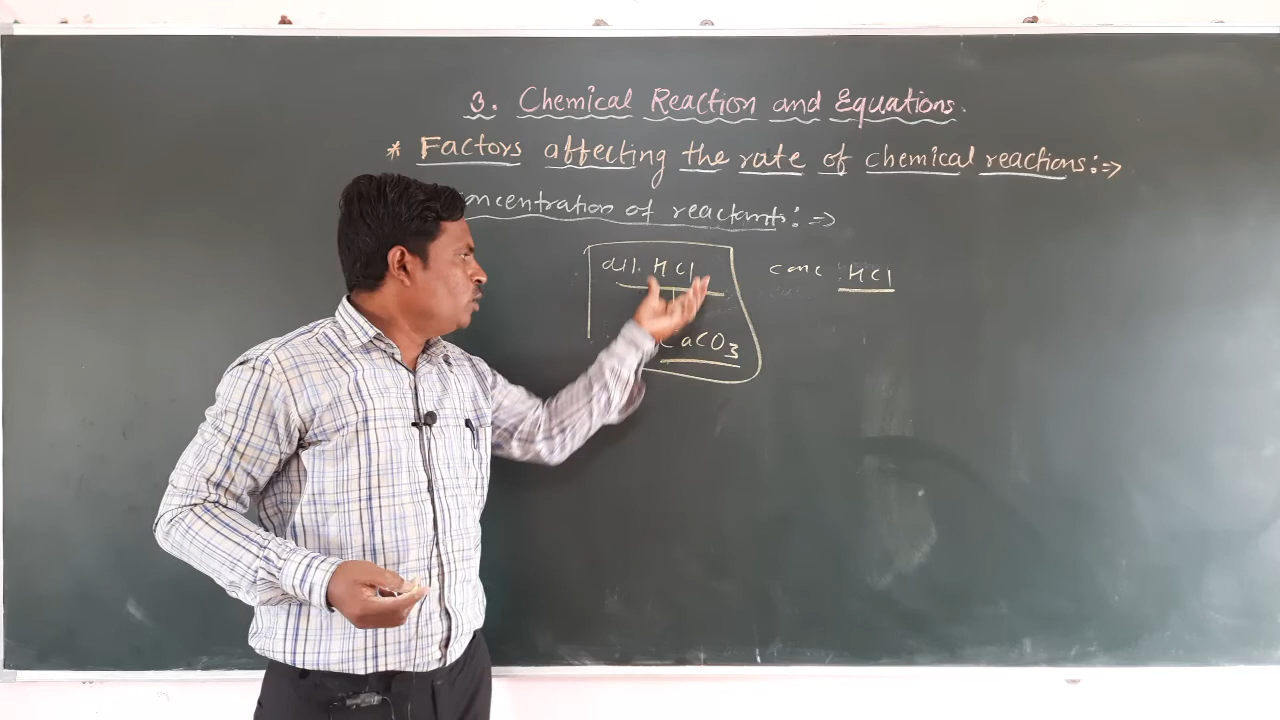 3. Chemical Reaction and Equations.
* Factors affecting the rate of chemical reactions:⇒
oncentration of reactants:⇒
dil. HCl conc HCl
CaCO3